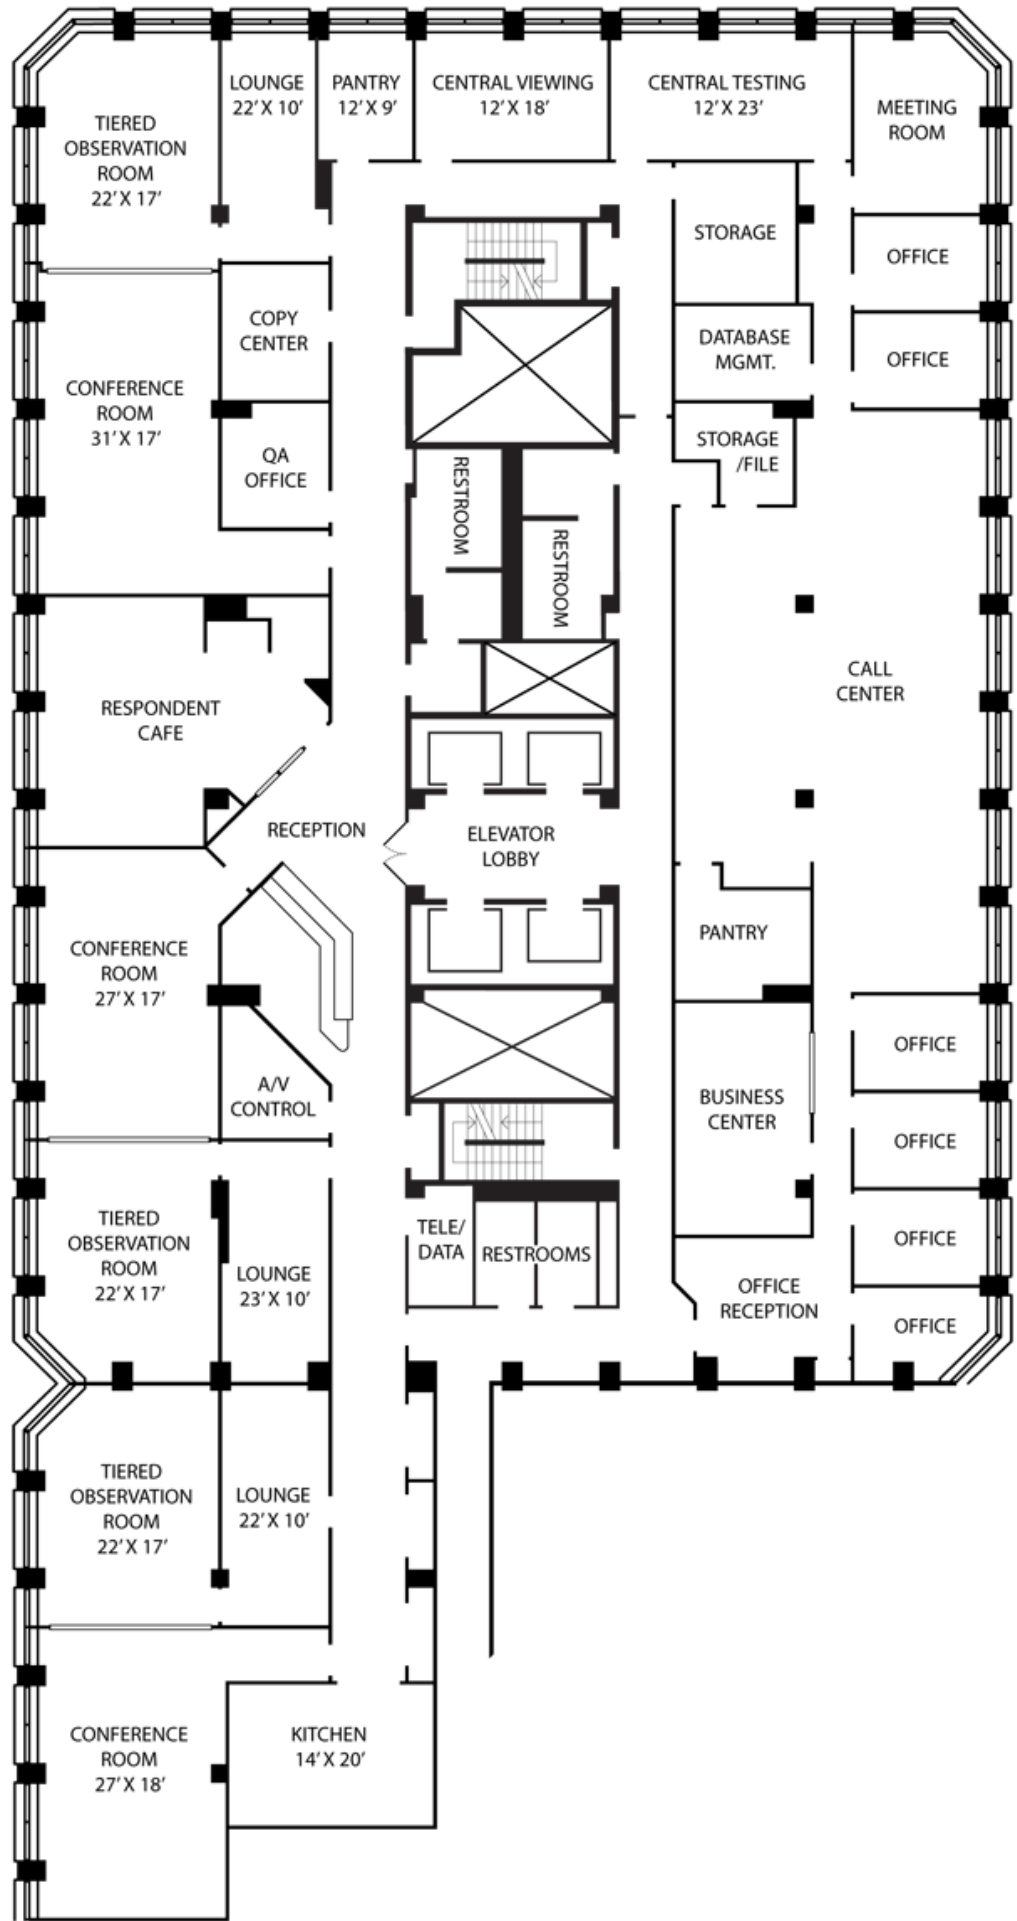 LOUNGE
22' X 10'
PANTRY
12' X 9'
CENTRAL VIEWING
12' X 18'
CENTRAL TESTING
12' X 23'
MEETING
ROOM
TIERED
OBSERVATION
ROOM
22' X 17'
STORAGE
OFFICE
COPY
CENTER
DATABASE
MGMT.
OFFICE
CONFERENCE
ROOM
31' X 17'
QA
OFFICE
STORAGE
/FILE
RESTROOM
RESTROOM
RESPONDENT
CAFE
CALL
CENTER
RECEPTION
ELEVATOR
LOBBY
CONFERENCE
ROOM
27' X 17'
PANTRY
OFFICE
A/V
CONTROL
BUSINESS
CENTER
OFFICE
TIERED
OBSERVATION
ROOM
22' X 17'
LOUNGE
23' X 10'
TELE/
DATA
RESTROOMS
OFFICE
OFFICE
RECEPTION
OFFICE
TIERED
OBSERVATION
ROOM
22' X 17'
LOUNGE
22' X 10'
CONFERENCE
ROOM
27' X 18'
KITCHEN
14' X 20'